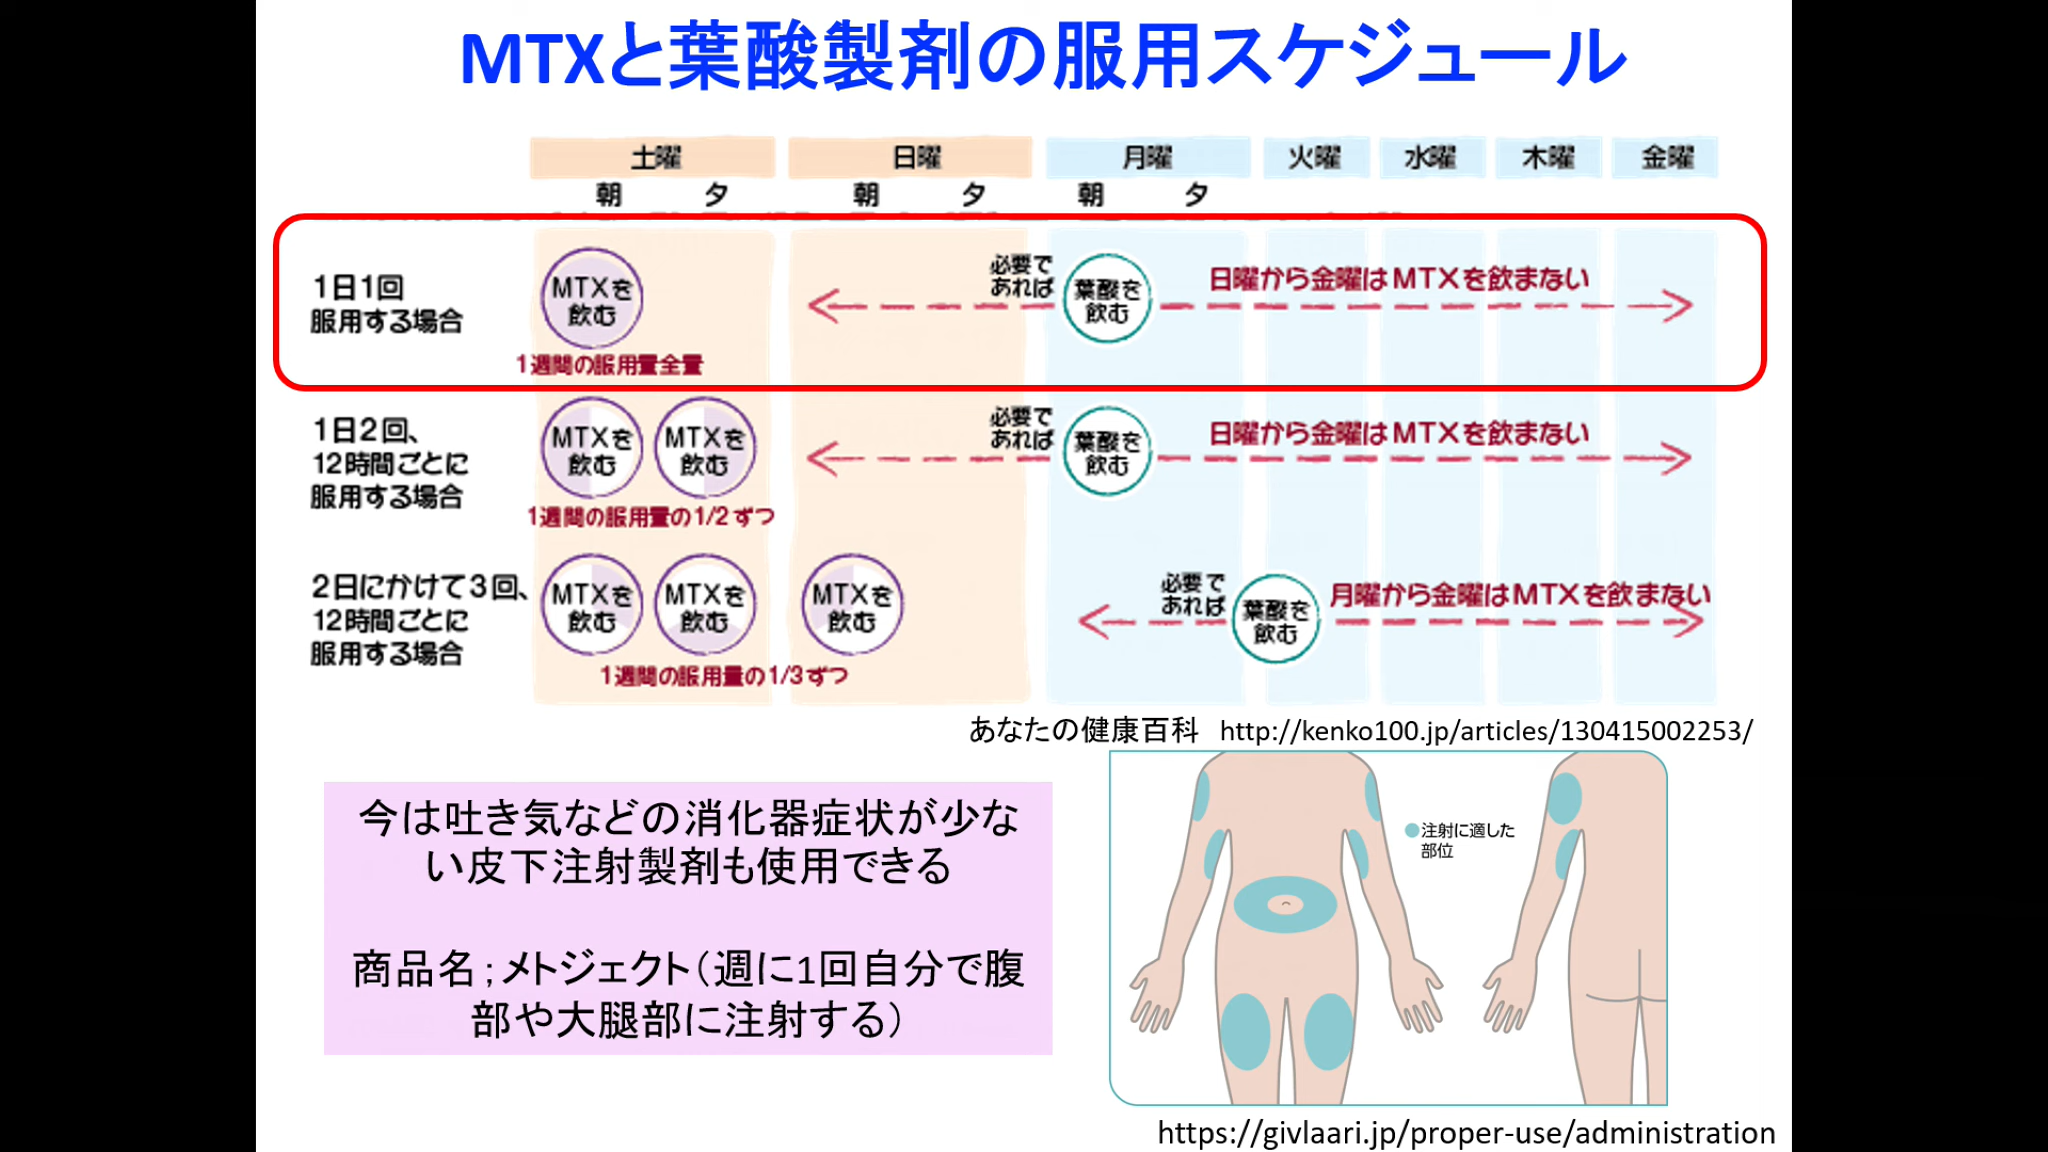 MTXと葉酸製剤の服用スケジュール
土曜 日曜 月曜 火曜 水曜 木曜 金曜
朝 夕 朝 夕 朝 夕
1日1回
服用する場合
MTXを
飲む
1週間の服用量全量
必要で
あれば
葉酸を
飲む
日曜から金曜はMTXを飲まない
1日2回、
12時間ごとに
服用する場合
MTXを
飲む
MTXを
飲む
1週間の服用量の1/2ずつ
必要で
あれば
葉酸を
飲む
日曜から金曜はMTXを飲まない
2日にかけて3回、
12時間ごとに
服用する場合
MTXを
飲む
MTXを
飲む
MTXを
飲む
1週間の服用量の1/3ずつ
必要で
あれば
葉酸を
飲む
月曜から金曜はMTXを飲まない
あなたの健康百科 http://kenko100.jp/articles/130415002253/
今は吐き気などの消化器症状が少な
い皮下注射製剤も使用できる
商品名；メトジェクト（週に1回自分で腹
部や大腿部に注射する）
注射に適した
部位
https://givlaari.jp/proper-use/administration